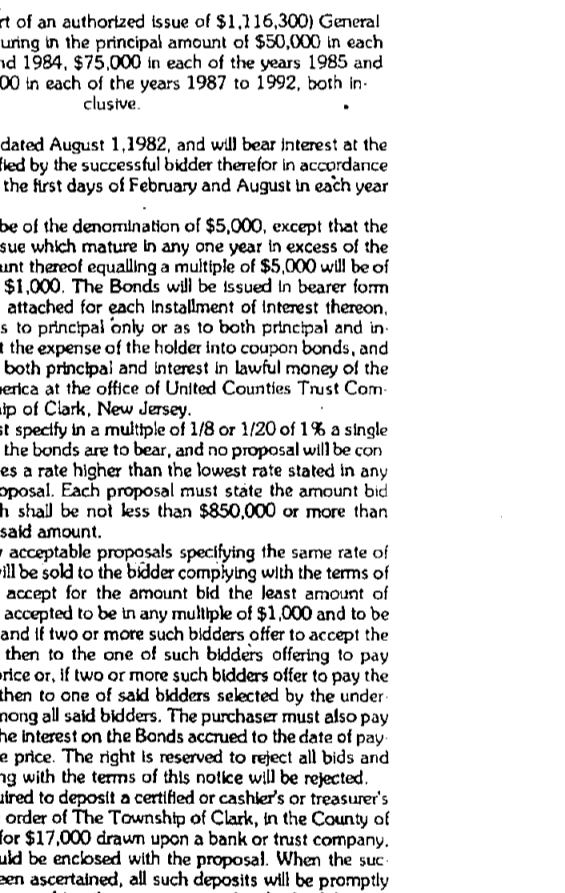 rt of an authorized issue of $1,116,300) General
uring in the principal amount of $50,000 in each
nd 1984, $75,000 in each of the years 1985 and
00 in each of the years 1987 to 1992, both in-
clusive.
dated August 1,1982, and will bear interest at the
fied by the successful bidder therefor in accordance
the first days of February and August in each year
be of the denomination of $5,000, except that the
sue which mature in any one year in excess of the
unt thereof equalling a multiple of $5,000 will be of
$1,000. The Bonds will be issued in bearer form
attached for each installment of interest thereon,
s to principal only or as to both principal and in-
t the expense of the holder into coupon bonds, and
both principal and interest in lawful money of the
erica at the office of United Counties Trust Com-
ip of Clark, New Jersey.
st specify in a multiple of 1/8 or 1/20 of 1% a single
the bonds are to bear, and no proposal will be con
es a rate higher than the lowest rate stated in any
oposal. Each proposal must state the amount bid
h shall be not less than $850,000 or more than
said amount.
y acceptable proposals specifying the same rate of
ill be sold to the bidder complying with the terms of
accept for the amount bid the least amount of
accepted to be in any multiple of $1,000 and to be
and if two or more such bidders offer to accept the
then to the one of such bidders offering to pay
rice or, if two or more such bidders offer to pay the
then to one of said bidders selected by the under-
mong all said bidders. The purchaser must also pay
he interest on the Bonds accrued to the date of pay-
e price. The right is reserved to reject all bids and
ng with the terms of this notice will be rejected.
uired to deposit a certified or cashier's or treasurer's
order of The Township of Clark, in the County of
for $17,000 drawn upon a bank or trust company.
uld be enclosed with the proposal. When the suc-
een ascertained, all such deposits will be promptly